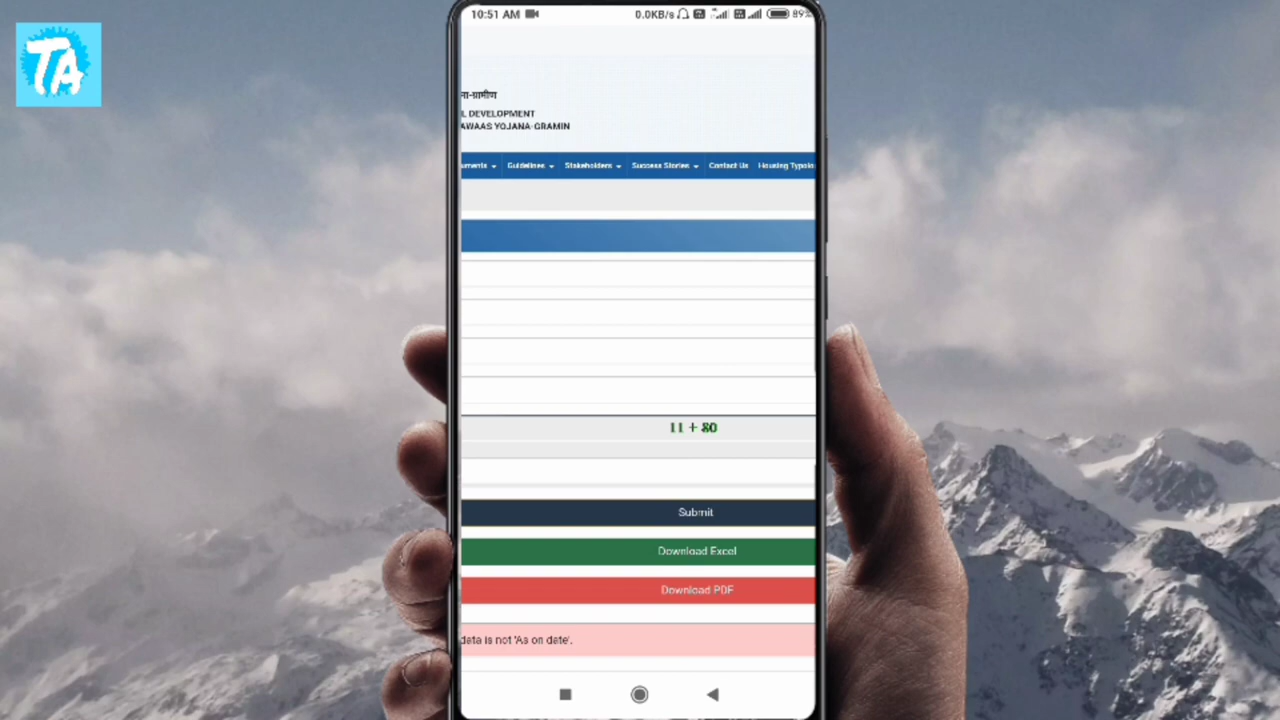 TA
10:51 AM
0.0KB/s
89%
ना-ग्रामीण
L DEVELOPMENT
AWAAS YOJANA-GRAMIN
uments
Guidelines
Stakeholders
Success Stories
Contact Us
Housing Typolo
11 + 80
Submit
Download Excel
Download PDF
data is not 'As on date'.